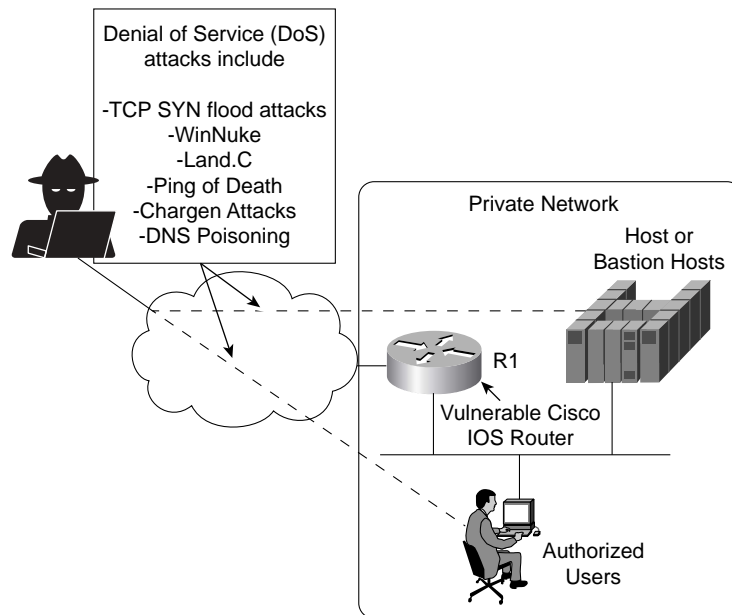 Denial of Service (DoS)
attacks include
-TCP SYN flood attacks
-WinNuke
-Land.C
-Ping of Death
-Chargen Attacks
-DNS Poisoning
Private Network
Host or
Bastion Hosts
R1
Vulnerable Cisco
IOS Router
Authorized
Users